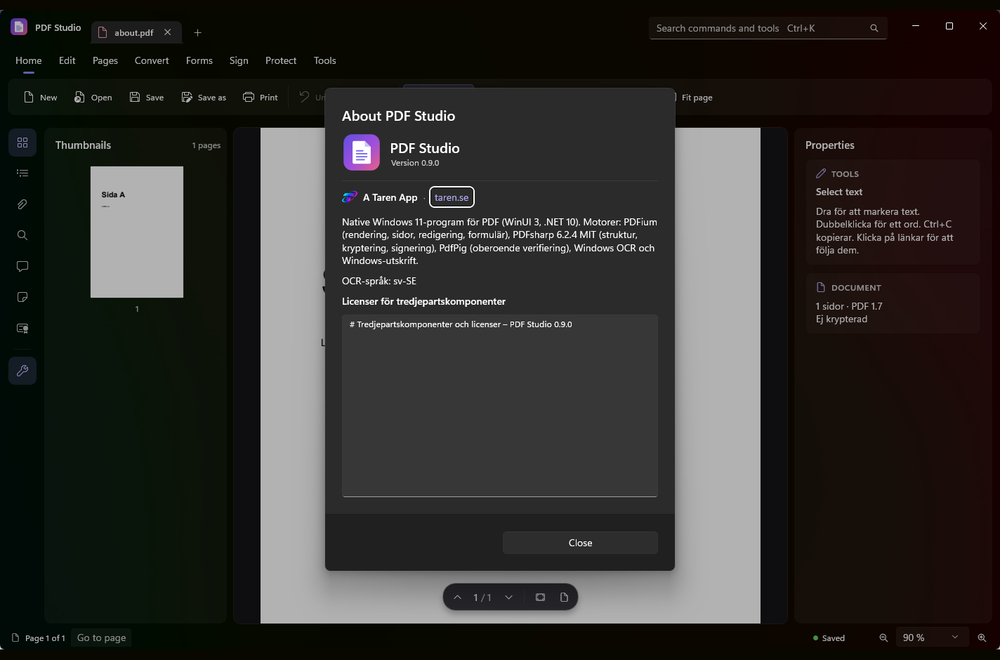 PDF Studio
about.pdf
Search commands and tools Ctrl+K
Home Edit Pages Convert Forms Sign Protect Tools
New Open Save Save as Print Fit page
Thumbnails 1 pages
Sida A
1
About PDF Studio
PDF Studio
Version 0.9.0
A Taren App · taren.se
Native Windows 11-program för PDF (WinUI 3, .NET 10). Motorer: PDFium
(rendering, sidor, redigering, formulär), PDFsharp 6.2.4 MIT (struktur,
kryptering, signering), PdfPig (oberoende verifiering), Windows OCR och
Windows-utskrift.
OCR-språk: sv-SE
Licenser för tredjepartskomponenter
# Tredjepartskomponenter och licenser – PDF Studio 0.9.0
Close
1 / 1
Properties
TOOLS
Select text
Dra för att markera text.
Dubbelklicka för ett ord. Ctrl+C
kopierar. Klicka på länkar för att
följa dem.
DOCUMENT
1 sidor · PDF 1.7
Ej krypterad
Page 1 of 1 Go to page
Saved 90 %